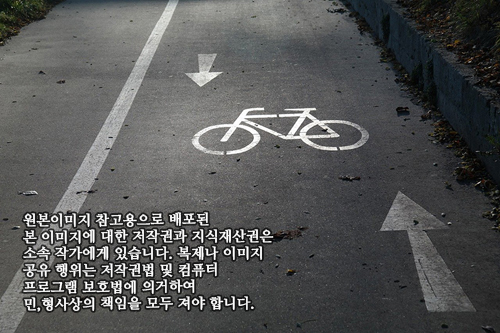 원본이미지 참고용으로 배포된
본 이미지에 대한 저작권과 지식재산권은
소속 작가에게 있습니다. 복제나 이미지
공유 행위는 저작권법 및 컴퓨터
프로그램 보호법에 의거하여
민,형사상의 책임을 모두 져야 합니다.